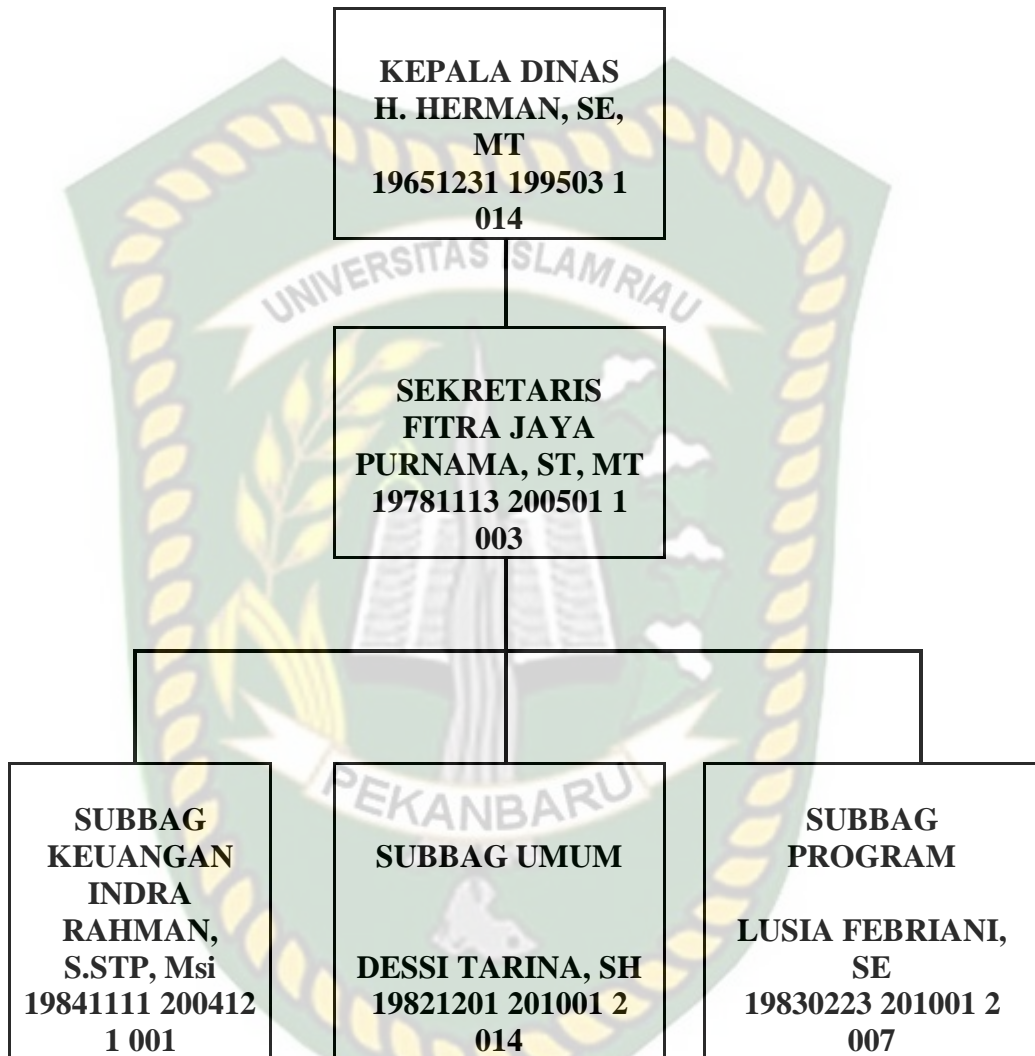 KEPALA DINAS
H. HERMAN, SE,
MT
19651231 199503 1
014
UNIVERSITAS ISLAM RIAU
SEKRETARIS
FITRA JAYA
PURNAMA, ST, MT
19781113 200501 1
003
PEKANBARU
SUBBAG
KEUANGAN
INDRA
RAHMAN,
S.STP, Msi
19841111 200412
1 001
SUBBAG UMUM
DESSI TARINA, SH
19821201 201001 2
014
SUBBAG
PROGRAM
LUSIA FEBRIANI,
SE
19830223 201001 2
007